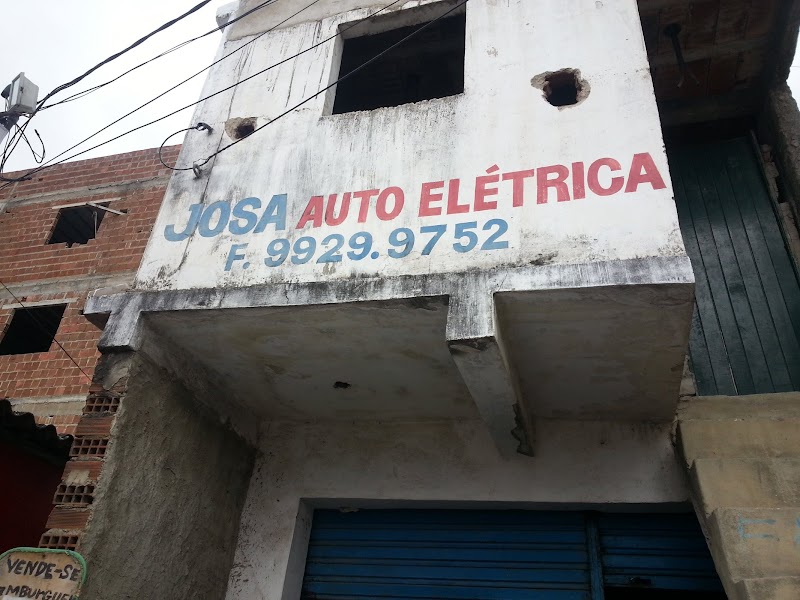 JOSA AUTO ELÉTRICA
F. 9929.9752
VENDE-SE